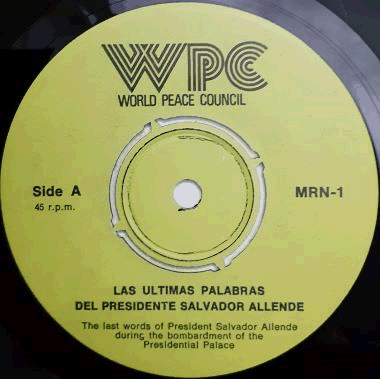 WPC
WORLD PEACE COUNCIL
Side A
45 r.p.m.
MRN-1
LAS ULTIMAS PALABRAS
DEL PRESIDENTE SALVADOR ALLENDE
The last words of President Salvador Allende
during the bombardment of the
Presidential Palace